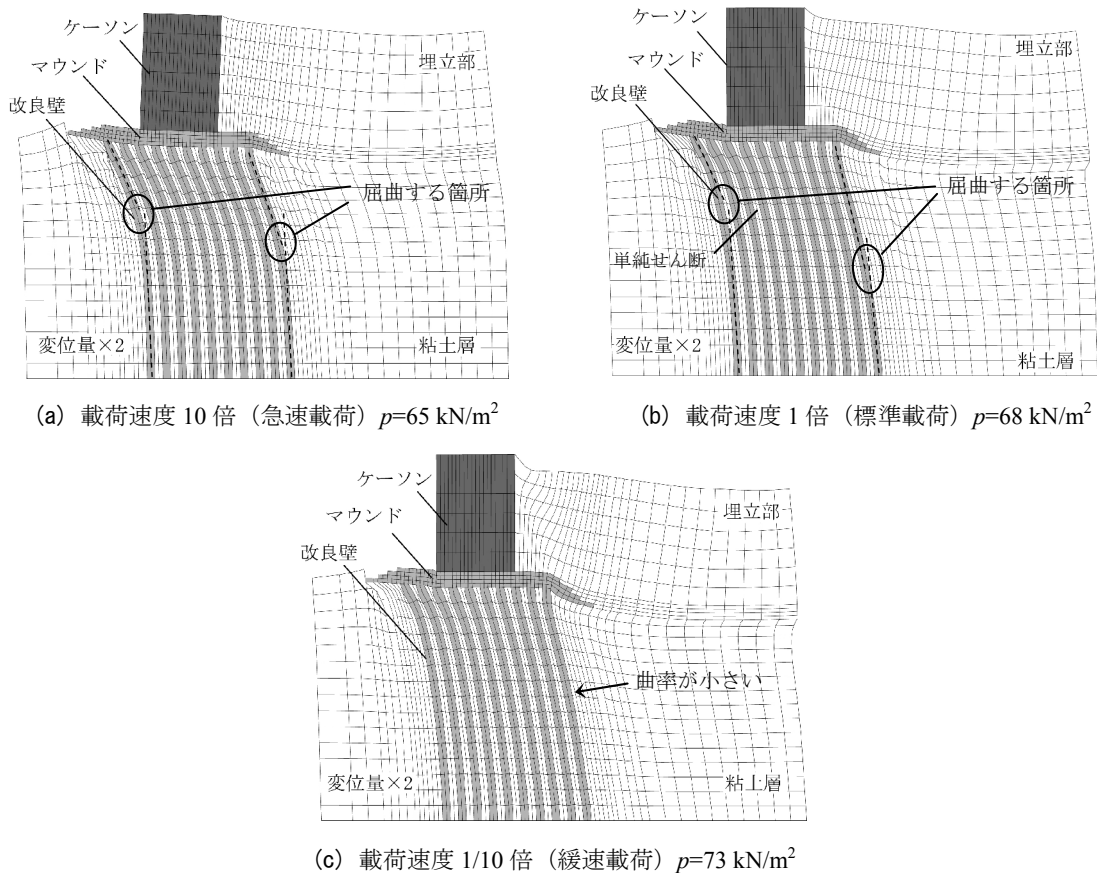 ケーソン
マウンド
改良壁
埋立部
屈曲する箇所
変位量×2
粘土層
(a) 載荷速度 10 倍（急速載荷）p=65 kN/m²
ケーソン
マウンド
改良壁
埋立部
屈曲する箇所
単純せん断
変位量×2
粘土層
(b) 載荷速度 1 倍（標準載荷）p=68 kN/m²
ケーソン
マウンド
改良壁
埋立部
曲率が小さい
変位量×2
粘土層
(c) 載荷速度 1/10 倍（緩速載荷）p=73 kN/m²